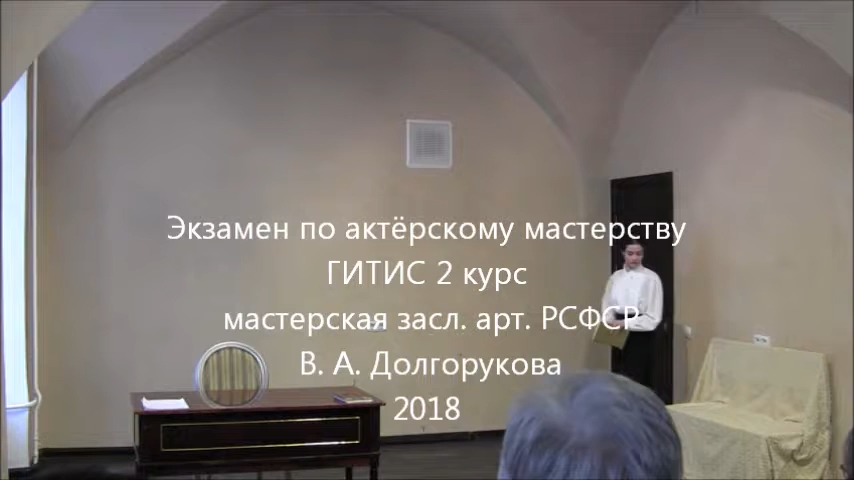 Экзамен по актёрскому мастерству
ГИТИС 2 курс
мастерская засл. арт. РСФСР
В. А. Долгорукова
2018